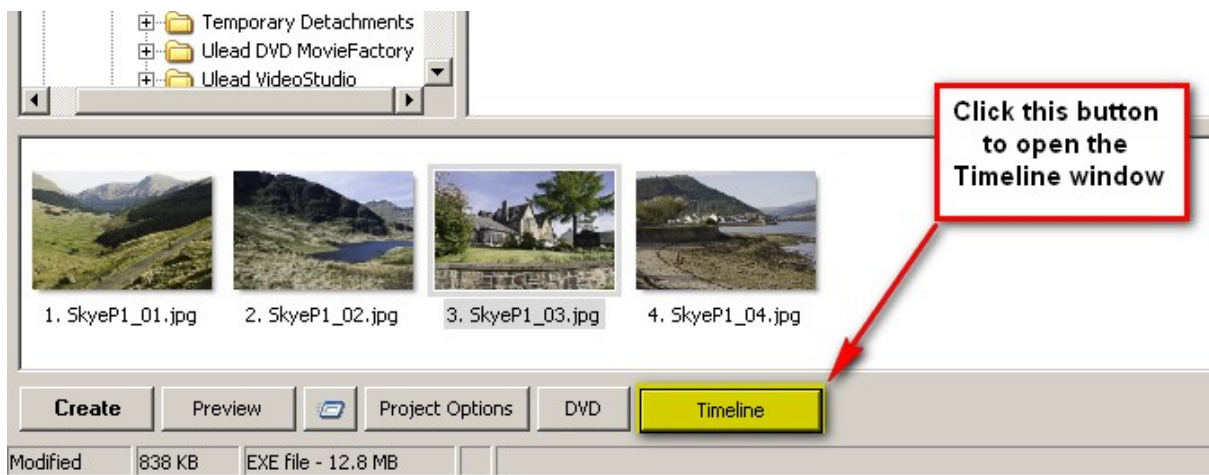 Temporary Detachments
Ulead DVD MovieFactory
Ulead VideoStudio
Click this button
to open the
Timeline window
1. SkyeP1_01.jpg 2. SkyeP1_02.jpg 3. SkyeP1_03.jpg 4. SkyeP1_04.jpg
Create Preview Project Options DVD Timeline
Modified 838 KB EXE file - 12.8 MB